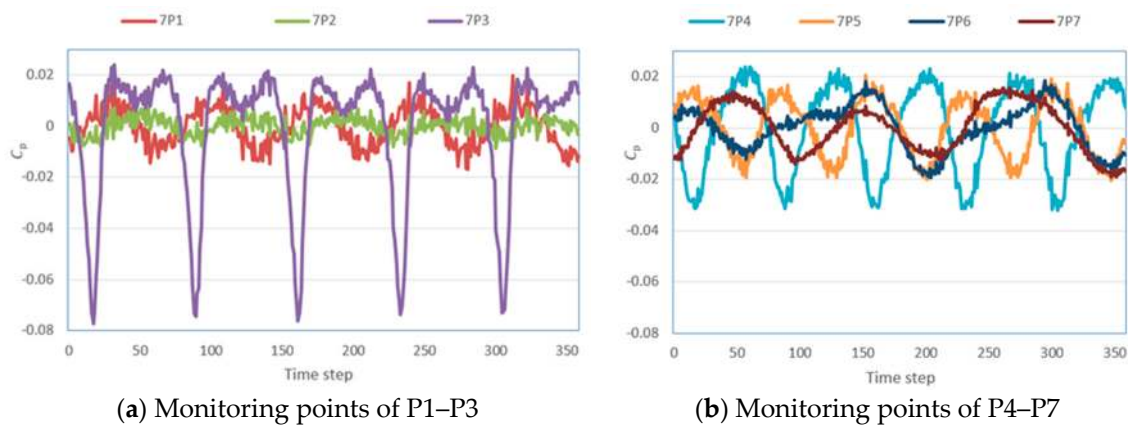 7P1 7P2 7P3
0.02
0
-0.02
-0.04
-0.06
-0.08
Cp
0 50 100 150 200 250 300 350
Time step
(a) Monitoring points of P1–P3
7P4 7P5 7P6 7P7
0.02
0
-0.02
-0.04
-0.06
-0.08
Cp
0 50 100 150 200 250 300 350
Time step
(b) Monitoring points of P4–P7